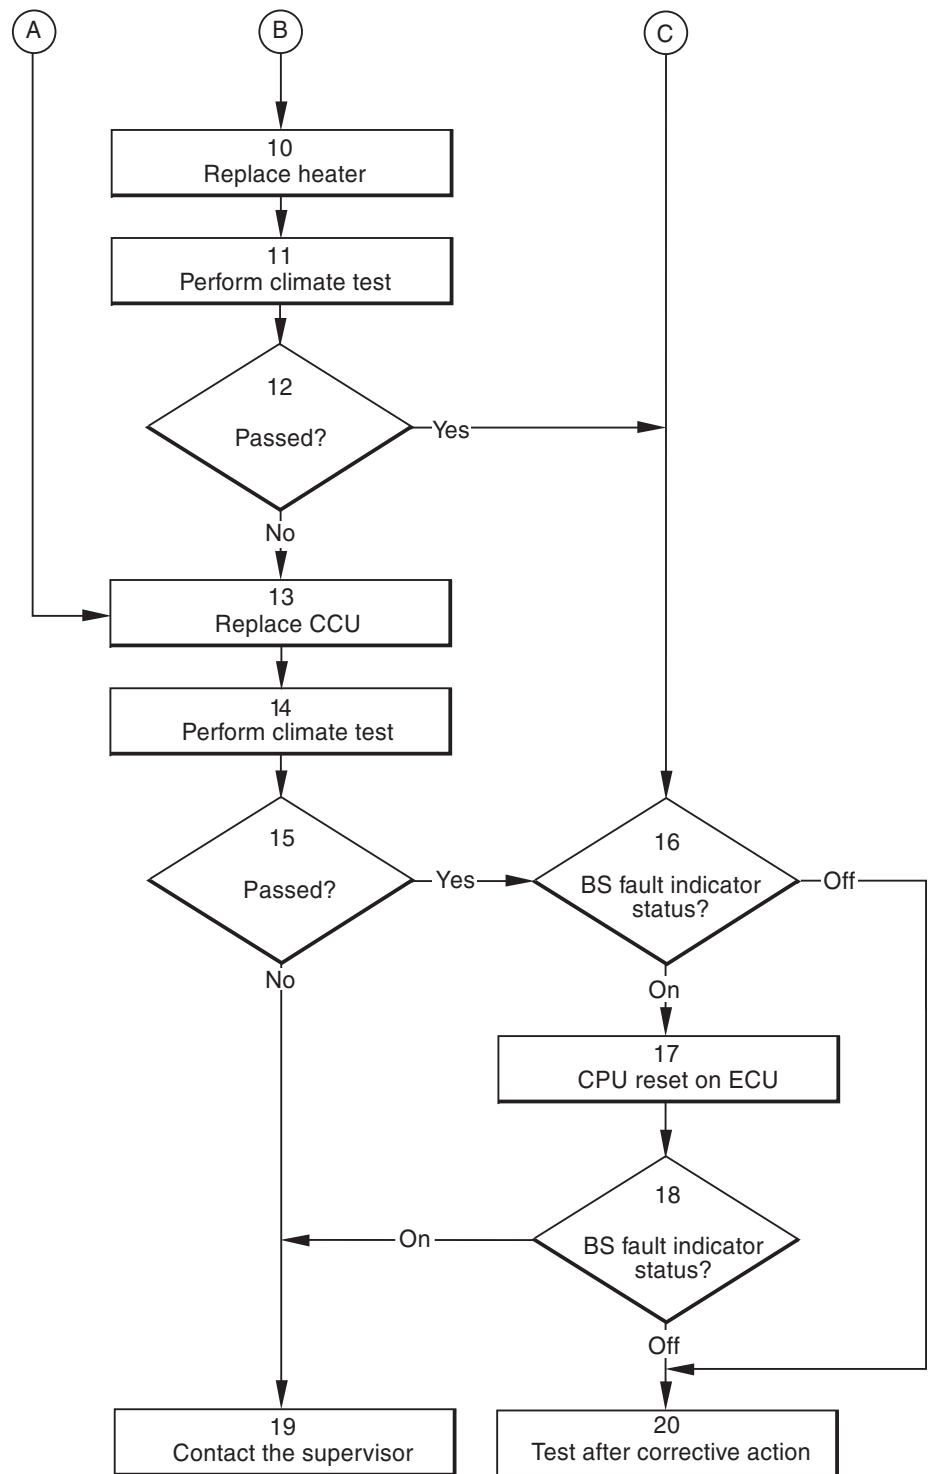 A
B
C
10
Replace heater
11
Perform climate test
12
Passed?
Yes
No
13
Replace CCU
14
Perform climate test
15
Passed?
Yes
No
16
BS fault indicator
status?
Off
On
17
CPU reset on ECU
18
BS fault indicator
status?
On
Off
19
Contact the supervisor
20
Test after corrective action